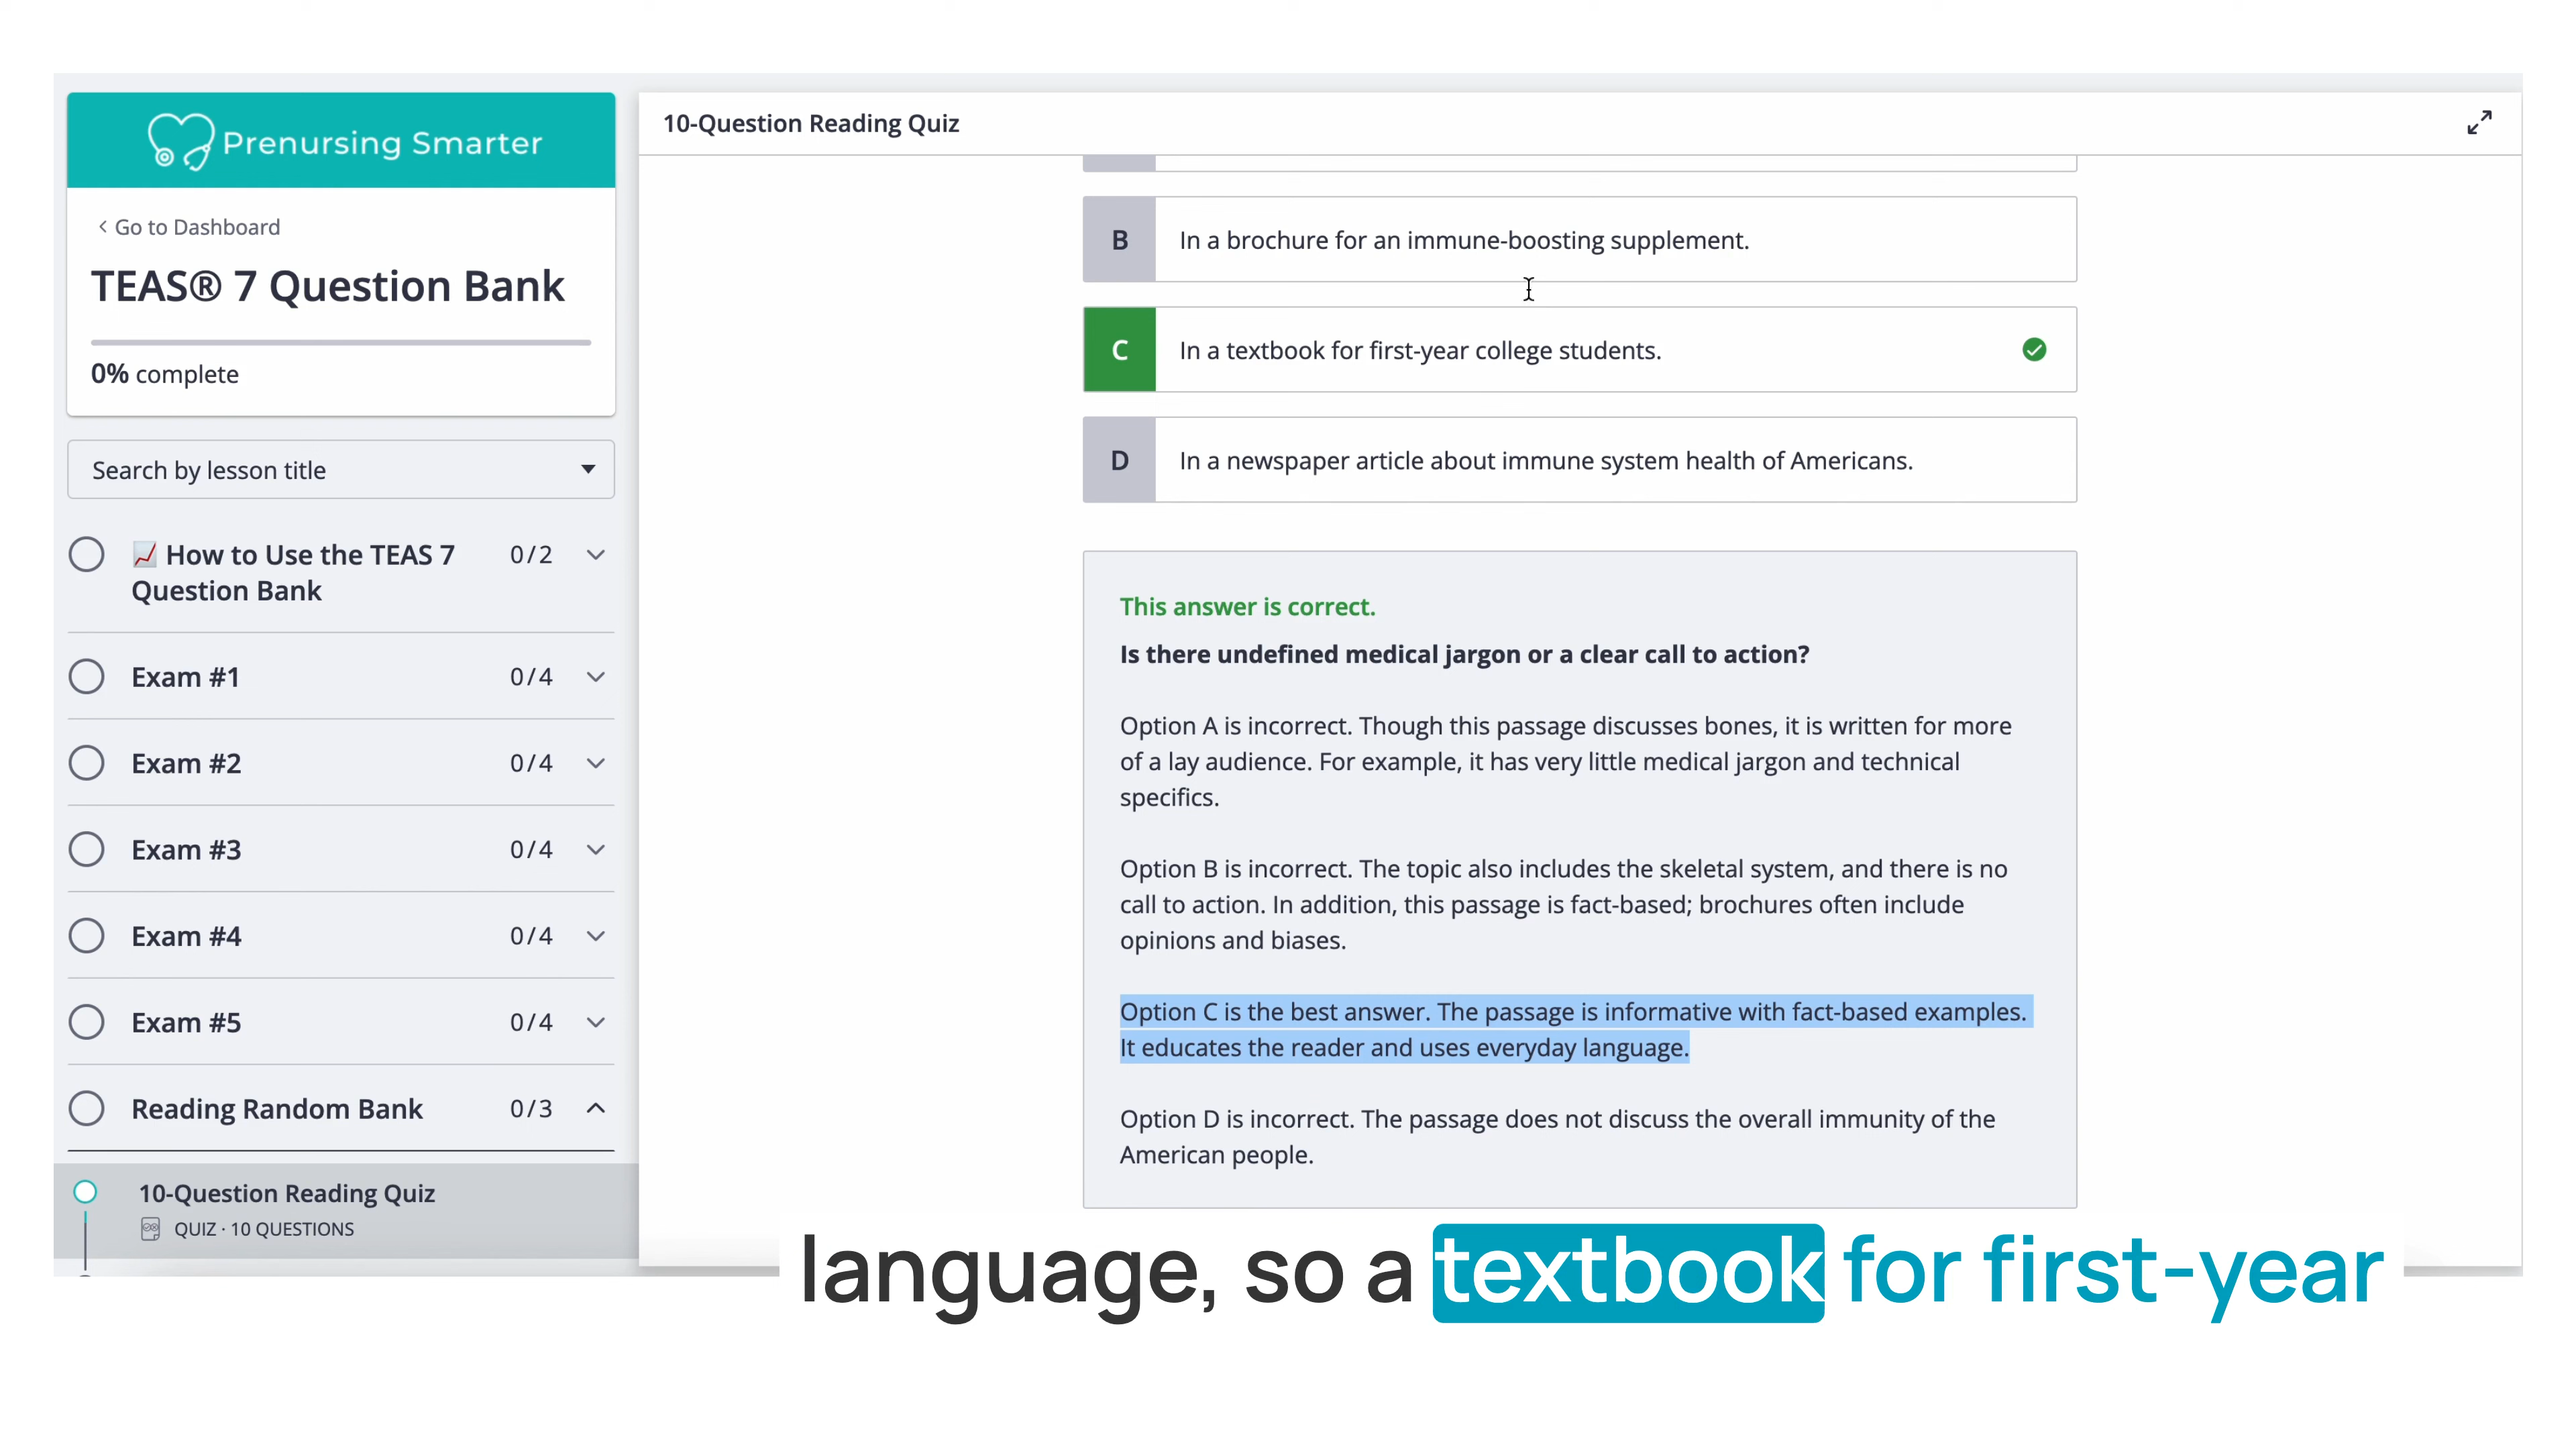 Prenursing Smarter
Go to Dashboard
TEAS® 7 Question Bank
0% complete
Search by lesson title
How to Use the TEAS 7 0/2
Question Bank
Exam #1 0/4
Exam #2 0/4
Exam #3 0/4
Exam #4 0/4
Exam #5 0/4
Reading Random Bank 0/3
10-Question Reading Quiz
QUIZ · 10 QUESTIONS
10-Question Reading Quiz
B In a brochure for an immune-boosting supplement.
C In a textbook for first-year college students.
D In a newspaper article about immune system health of Americans.
This answer is correct.
Is there undefined medical jargon or a clear call to action?
Option A is incorrect. Though this passage discusses bones, it is written for more
of a lay audience. For example, it has very little medical jargon and technical
specifics.
Option B is incorrect. The topic also includes the skeletal system, and there is no
call to action. In addition, this passage is fact-based; brochures often include
opinions and biases.
Option C is the best answer. The passage is informative with fact-based examples.
It educates the reader and uses everyday language.
Option D is incorrect. The passage does not discuss the overall immunity of the
American people.
language, so a textbook for first-year